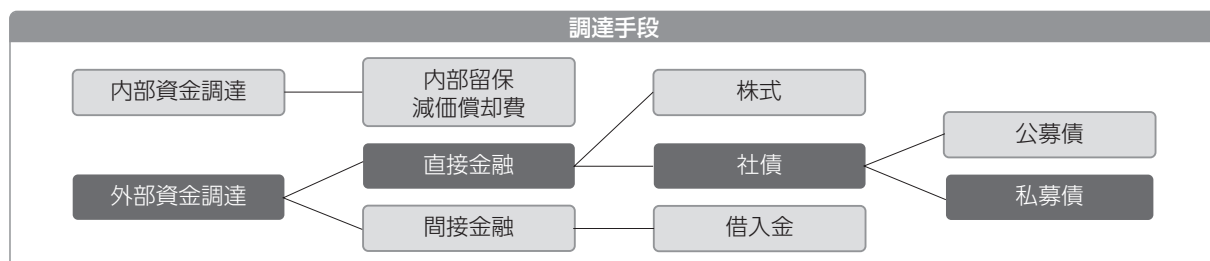 調達手段
内部資金調達
内部留保
減価償却費
株式
公募債
直接金融
社債
外部資金調達
私募債
間接金融
借入金